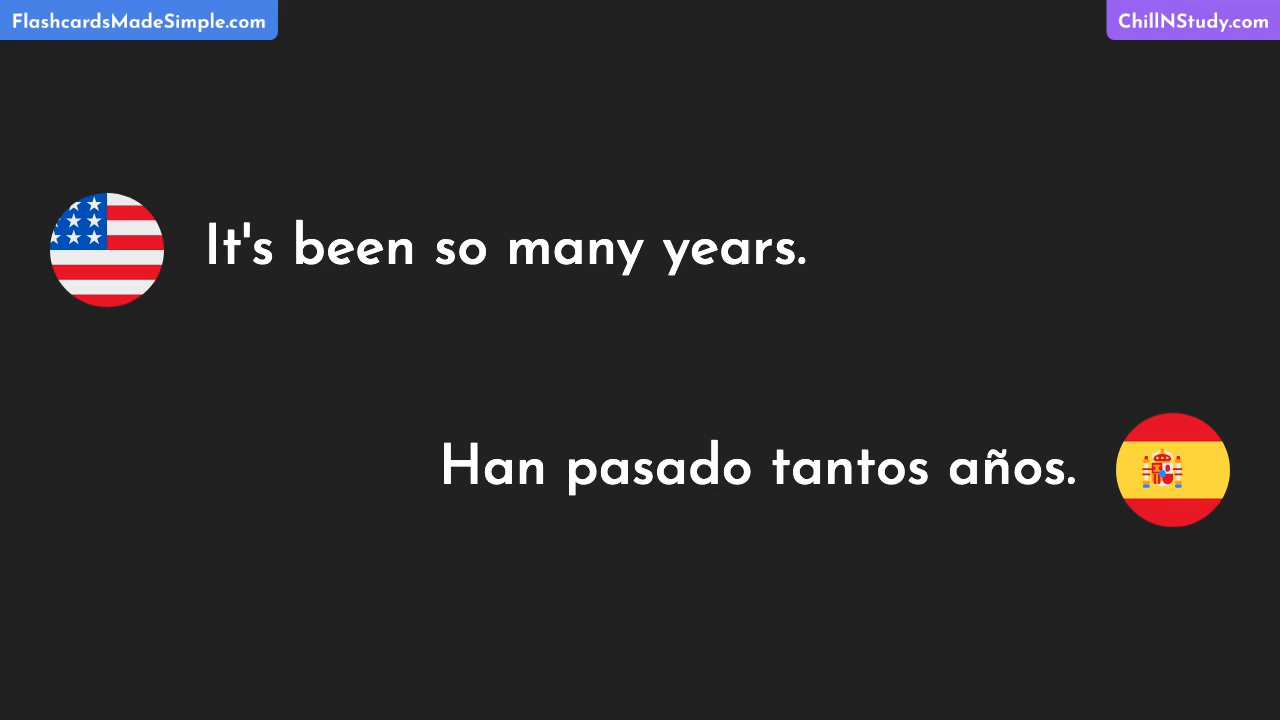 FlashcardsMadeSimple.com
ChillNStudy.com
It's been so many years.
Han pasado tantos años.